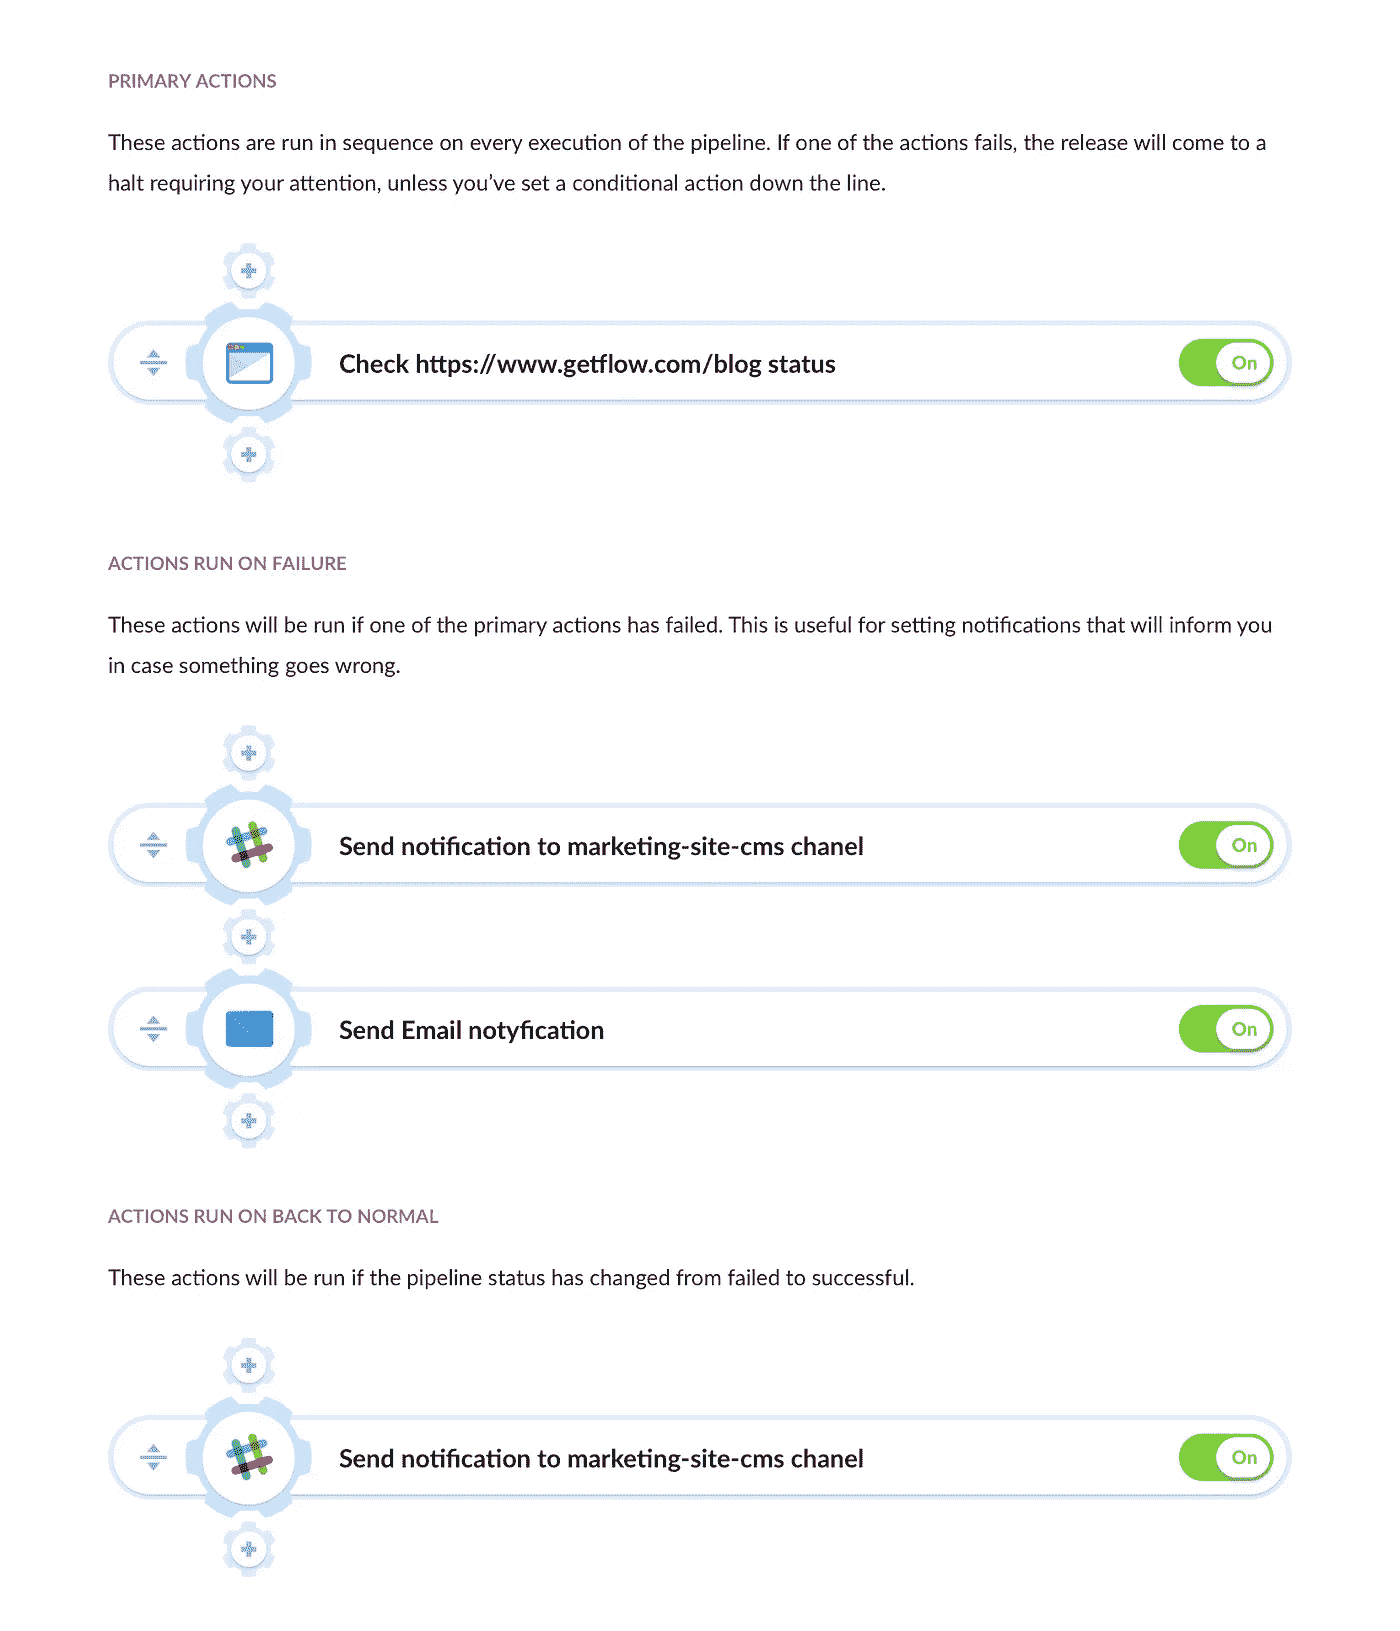 PRIMARY ACTIONS
These actions are run in sequence on every execution of the pipeline. If one of the actions fails, the release will come to a
halt requiring your attention, unless you've set a conditional action down the line.
Check https://www.getflow.com/blog status
On
ACTIONS RUN ON FAILURE
These actions will be run if one of the primary actions has failed. This is useful for setting notifications that will inform you
in case something goes wrong.
Send notification to marketing-site-cms chanel
On
Send Email notyfication
On
ACTIONS RUN ON BACK TO NORMAL
These actions will be run if the pipeline status has changed from failed to successful.
Send notification to marketing-site-cms chanel
On